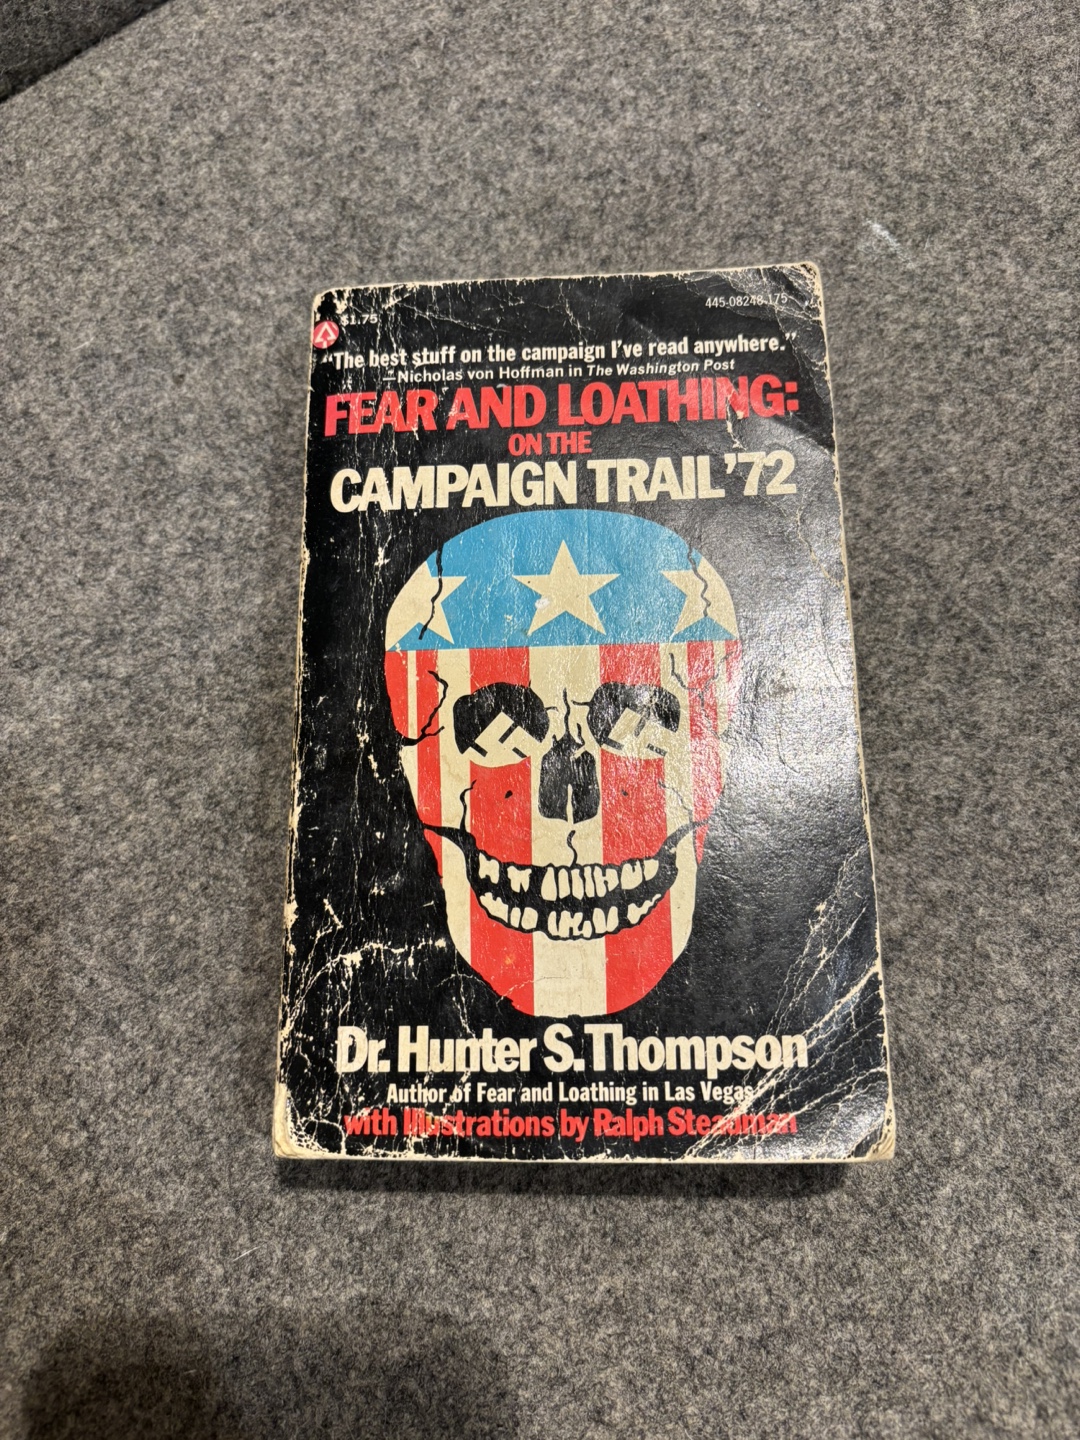 445-08248-175
$1.75
"The best stuff on the campaign I've read anywhere."
—Nicholas von Hoffman in The Washington Post
FEAR AND LOATHING:
ON THE
CAMPAIGN TRAIL '72
Dr. Hunter S. Thompson
Author of Fear and Loathing in Las Vegas
with Illustrations by Ralph Steadman